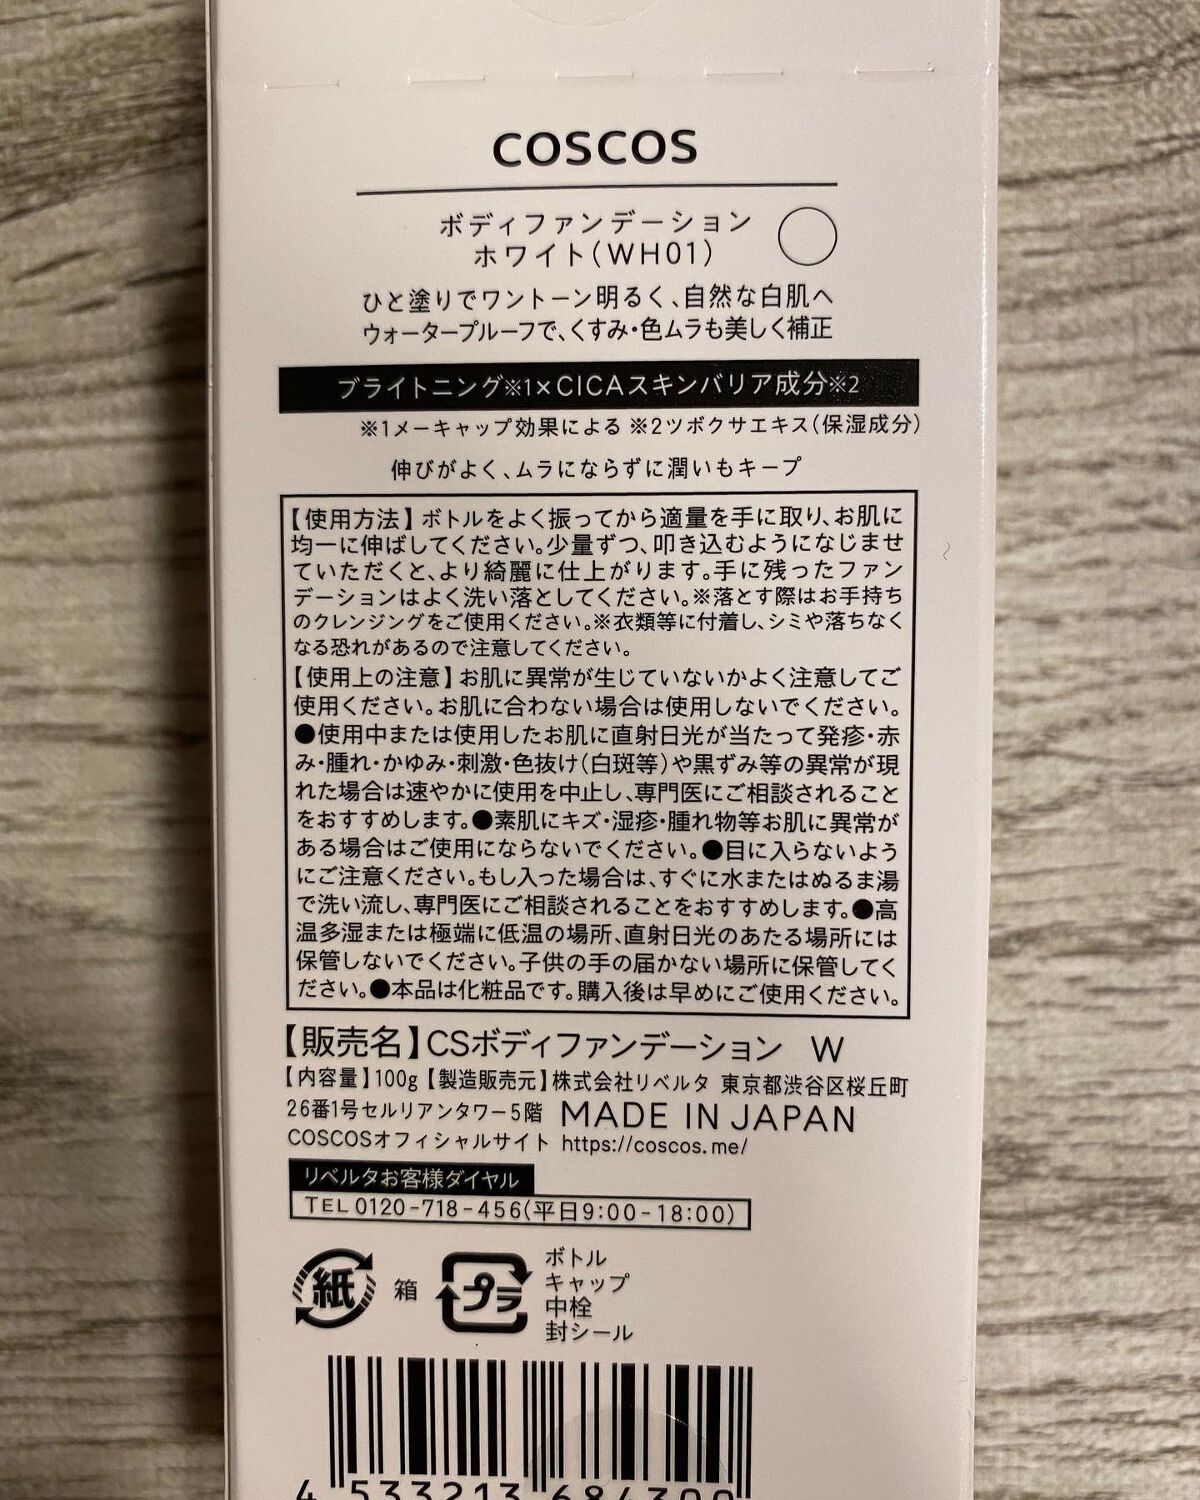 COSCOS
ボディファンデーション
ホワイト(WH01)
ひと塗りでワントーン明るく、自然な白肌へ
ウォータープルーフで、くすみ・色ムラも美しく補正
ブライトニング※1×CICAスキンバリア成分※2
※1メーキャップ効果による ※2ツボクサエキス(保湿成分)
伸びがよく、ムラにならずに潤いもキープ
【使用方法】ボトルをよく振ってから適量を手に取り、お肌に
均一に伸ばしてください。少量ずつ、叩き込むようになじませ
ていただくと、より綺麗に仕上がります。手に残ったファン
デーションはよく洗い落としてください。※落とす際はお手持ち
のクレンジングをご使用ください。※衣類等に付着し、シミや落ちなく
なる恐れがあるので注意してください。
【使用上の注意】お肌に異常が生じていないかよく注意してご
使用ください。お肌に合わない場合は使用しないでください。
●使用中または使用したお肌に直射日光が当たって発疹・赤
み・腫れ・かゆみ・刺激・色抜け(白斑等)や黒ずみ等の異常が現
れた場合は速やかに使用を中止し、専門医にご相談されること
をおすすめします。●素肌にキズ・湿疹・腫れ物等お肌に異常が
ある場合はご使用にならないでください。●目に入らないよう
にご注意ください。もし入った場合は、すぐに水またはぬるま湯
で洗い流し、専門医にご相談されることをおすすめします。●高
温多湿または極端に低温の場所、直射日光のあたる場所には
保管しないでください。子供の手の届かない場所に保管してく
ださい。●本品は化粧品です。購入後は早めにご使用ください。
【販売名】CSボディファンデーション W
【内容量】100g【製造販売元】株式会社リベルタ 東京都渋谷区桜丘町
26番1号セルリアンタワー5階 MADE IN JAPAN
COSCOSオフィシャルサイト https://coscos.me/
リベルタお客様ダイヤル
TEL 0120-718-456(平日9:00-18:00)
紙 箱 プラ ボトル
キャップ
中栓
封シール
4 533213 684300